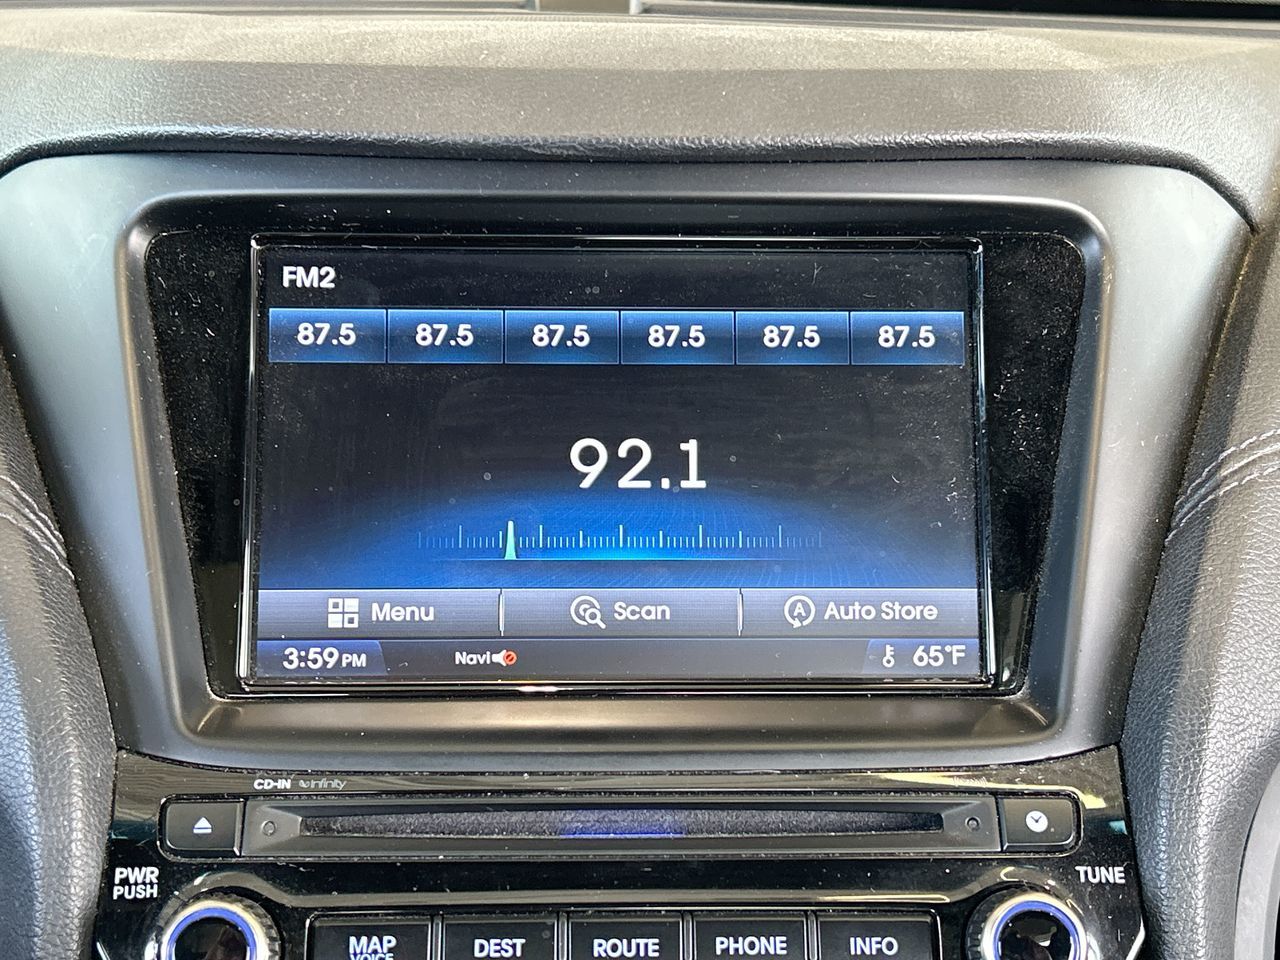 FM2
87.5 87.5 87.5 87.5 87.5 87.5
92.1
Menu Scan A Auto Store
3:59 PM Navi 65°F
CD-IN infinity
PWR PUSH TUNE
MAP VOICE DEST ROUTE PHONE INFO